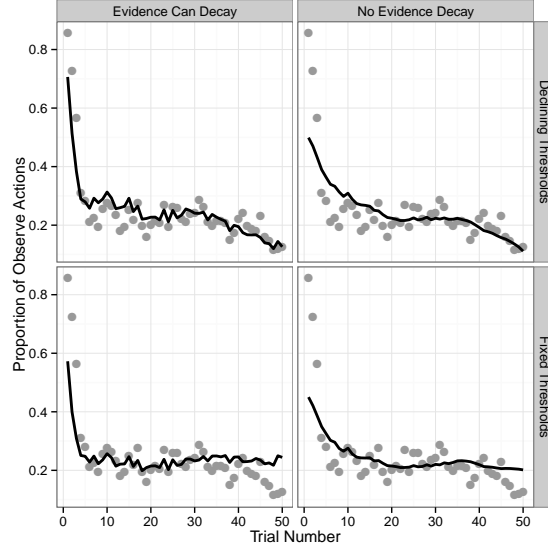 Evidence Can Decay
No Evidence Decay
Proportion of Observe Actions
0.8
0.6
0.4
0.2
Declining Thresholds
0.8
0.6
0.4
0.2
Fixed Thresholds
0 10 20 30 40 50
0 10 20 30 40 50
Trial Number